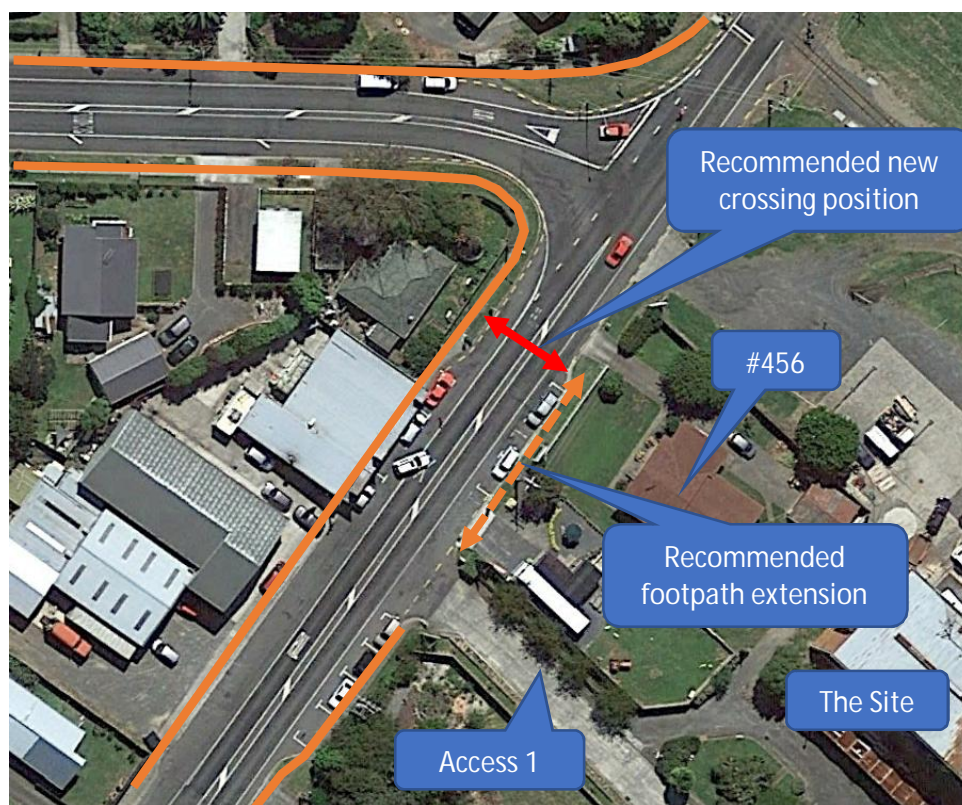 Recommended new
crossing position
#456
Recommended
footpath extension
The Site
Access 1